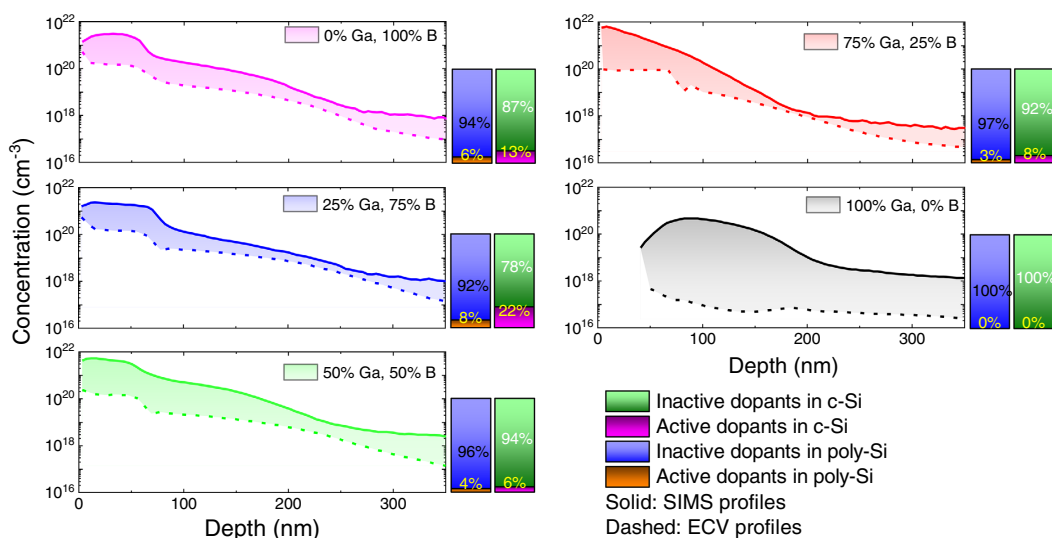 Concentration (cm⁻³)
10²²
10²⁰
10¹⁸
10¹⁶
0% Ga, 100% B
94%
6%
87%
13%
10²²
10²⁰
10¹⁸
10¹⁶
25% Ga, 75% B
92%
8%
78%
22%
10²²
10²⁰
10¹⁸
10¹⁶
50% Ga, 50% B
96%
4%
94%
6%
0 100 200 300
Depth (nm)
10²²
10²⁰
10¹⁸
10¹⁶
75% Ga, 25% B
97%
3%
92%
8%
10²²
10²⁰
10¹⁸
10¹⁶
100% Ga, 0% B
100%
0%
100%
0%
0 100 200 300
Depth (nm)
Inactive dopants in c-Si
Active dopants in c-Si
Inactive dopants in poly-Si
Active dopants in poly-Si
Solid: SIMS profiles
Dashed: ECV profiles